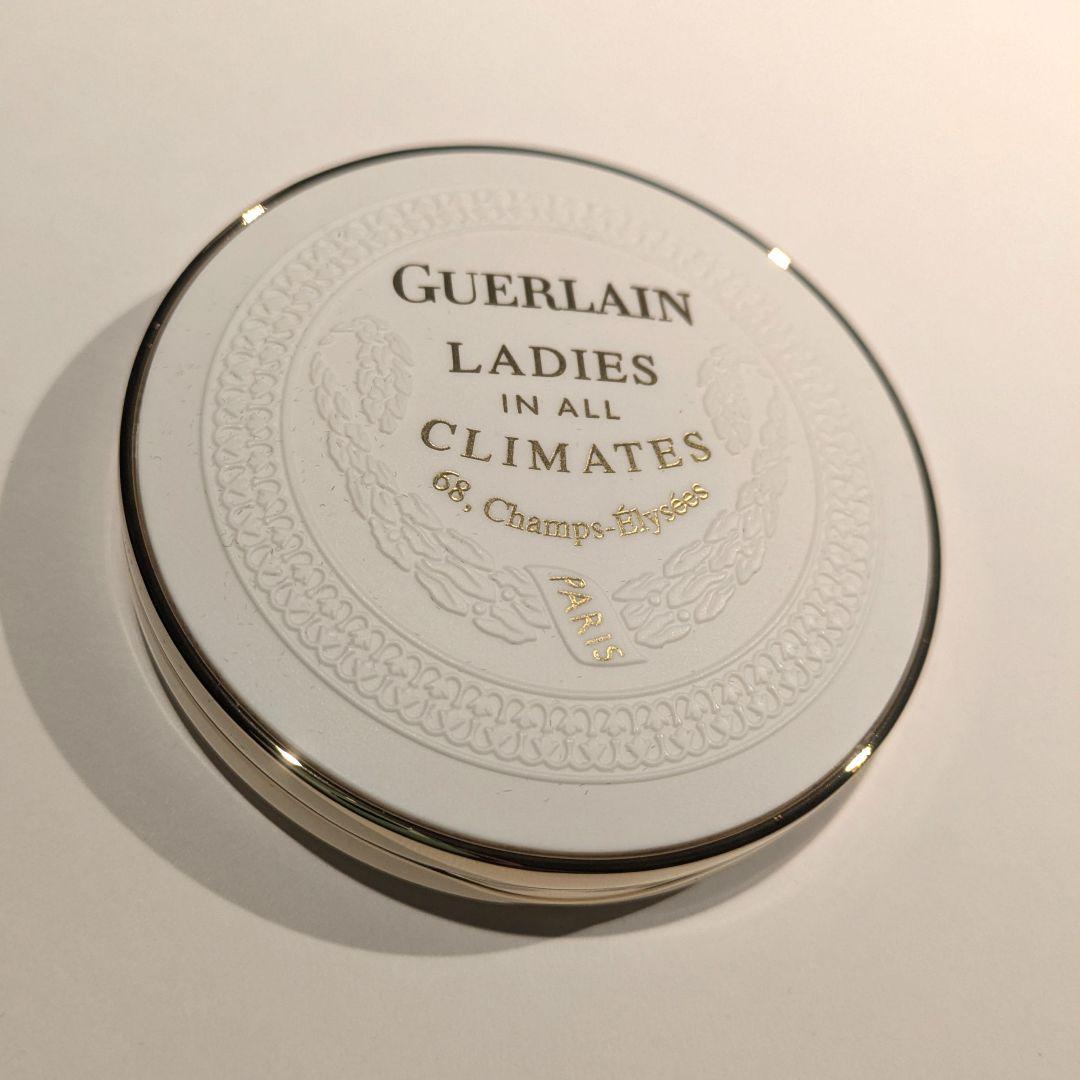 GUERLAIN
LADIES
IN ALL
CLIMATES
68, Champs-Élysées
PARIS